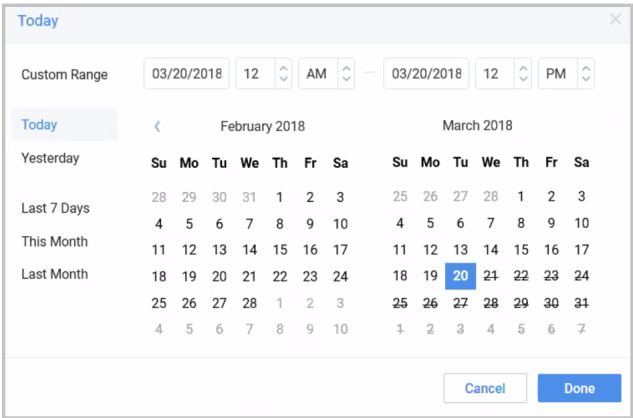 Today ×
Custom Range 03/20/2018 12 AM — 03/20/2018 12 PM
Today
Yesterday
Last 7 Days
This Month
Last Month
February 2018
Su Mo Tu We Th Fr Sa
28 29 30 31 1 2 3
4 5 6 7 8 9 10
11 12 13 14 15 16 17
18 19 20 21 22 23 24
25 26 27 28 1 2 3
4 5 6 7 8 9 10
March 2018
Su Mo Tu We Th Fr Sa
25 26 27 28 1 2 3
4 5 6 7 8 9 10
11 12 13 14 15 16 17
18 19 20 21 22 23 24
25 26 27 28 29 30 31
1 2 3 4 5 6 7
Cancel Done